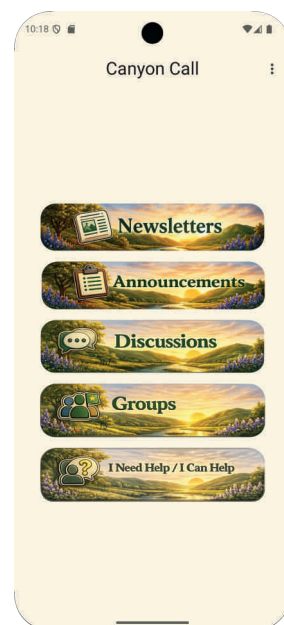 10:18
Canyon Call
Newsletters
Announcements
Discussions
Groups
I Need Help / I Can Help